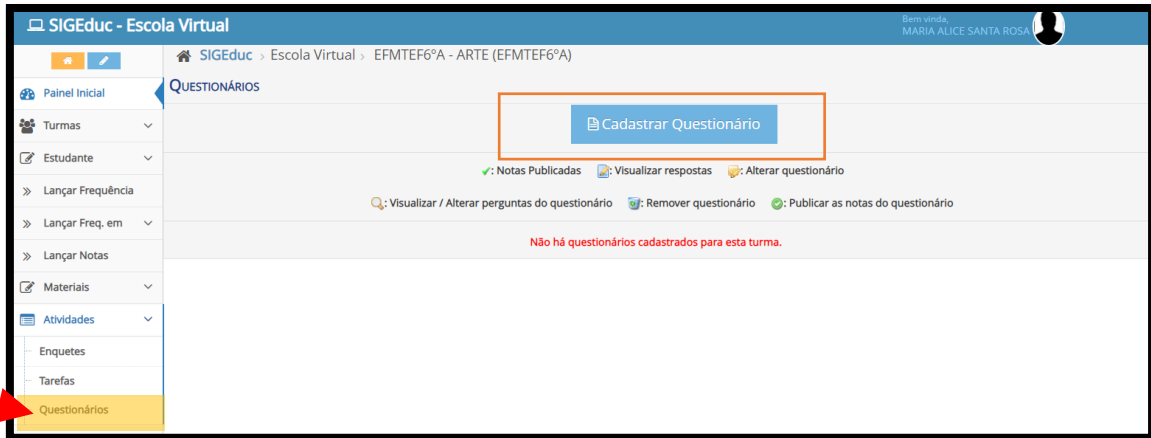 SIGEduc - Escola Virtual
Bem vinda,
MARIA ALICE SANTA ROSA
SIGEduc > Escola Virtual > EFMTEF6ºA - ARTE (EFMTEF6ºA)
QUESTIONÁRIOS
Cadastrar Questionário
: Notas Publicadas : Visualizar respostas : Alterar questionário
: Visualizar / Alterar perguntas do questionário : Remover questionário : Publicar as notas do questionário
Não há questionários cadastrados para esta turma.
Painel Inicial
Turmas
Estudante
Lançar Frequência
Lançar Freq. em
Lançar Notas
Materiais
Atividades
Enquetes
Tarefas
Questionários